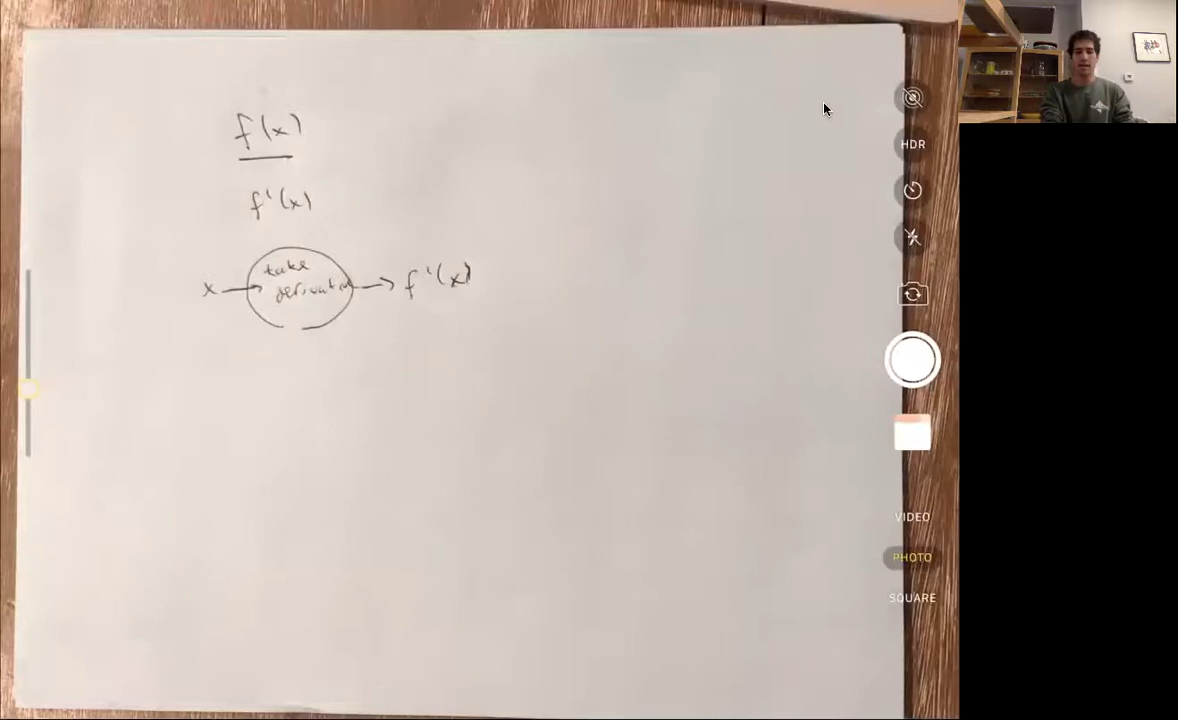 f(x)
f'(x)
take
x → derivative → f'(x)
HDR
VIDEO
PHOTO
SQUARE